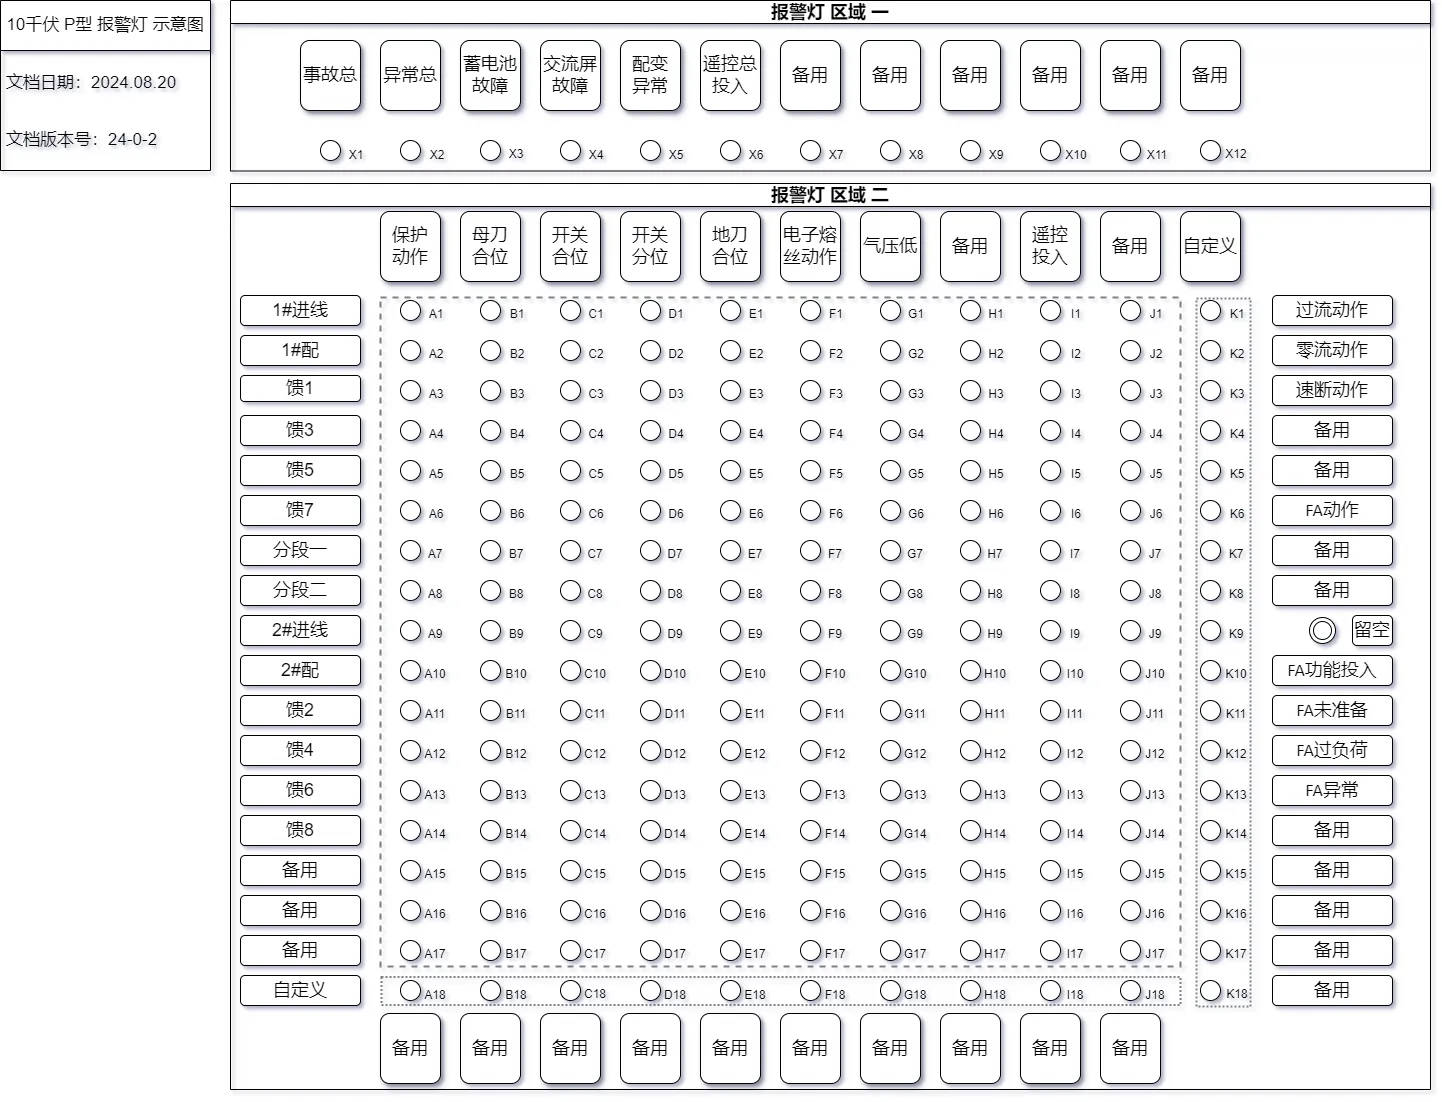 10千伏 P型 报警灯 示意图
文档日期：2024.08.20
文档版本号：24-0-2
报警灯 区域 一
事故总
异常总
蓄电池
故障
交流屏
故障
配变
异常
遥控总
投入
备用
备用
备用
备用
备用
备用
X1 X2 X3 X4 X5 X6 X7 X8 X9 X10 X11 X12
报警灯 区域 二
保护
动作
母刀
合位
开关
合位
开关
分位
地刀
合位
电子熔
丝动作
气压低
备用
遥控
投入
备用
自定义
1#进线 A1 B1 C1 D1 E1 F1 G1 H1 I1 J1 K1 过流动作
1#配 A2 B2 C2 D2 E2 F2 G2 H2 I2 J2 K2 零流动作
馈1 A3 B3 C3 D3 E3 F3 G3 H3 I3 J3 K3 速断动作
馈3 A4 B4 C4 D4 E4 F4 G4 H4 I4 J4 K4 备用
馈5 A5 B5 C5 D5 E5 F5 G5 H5 I5 J5 K5 备用
馈7 A6 B6 C6 D6 E6 F6 G6 H6 I6 J6 K6 FA动作
分段一 A7 B7 C7 D7 E7 F7 G7 H7 I7 J7 K7 备用
分段二 A8 B8 C8 D8 E8 F8 G8 H8 I8 J8 K8 备用
2#进线 A9 B9 C9 D9 E9 F9 G9 H9 I9 J9 K9 留空
2#配 A10 B10 C10 D10 E10 F10 G10 H10 I10 J10 K10 FA功能投入
馈2 A11 B11 C11 D11 E11 F11 G11 H11 I11 J11 K11 FA未准备
馈4 A12 B12 C12 D12 E12 F12 G12 H12 I12 J12 K12 FA过负荷
馈6 A13 B13 C13 D13 E13 F13 G13 H13 I13 J13 K13 FA异常
馈8 A14 B14 C14 D14 E14 F14 G14 H14 I14 J14 K14 备用
备用 A15 B15 C15 D15 E15 F15 G15 H15 I15 J15 K15 备用
备用 A16 B16 C16 D16 E16 F16 G16 H16 I16 J16 K16 备用
备用 A17 B17 C17 D17 E17 F17 G17 H17 I17 J17 K17 备用
自定义 A18 B18 C18 D18 E18 F18 G18 H18 I18 J18 K18 备用
备用 备用 备用 备用 备用 备用 备用 备用 备用 备用